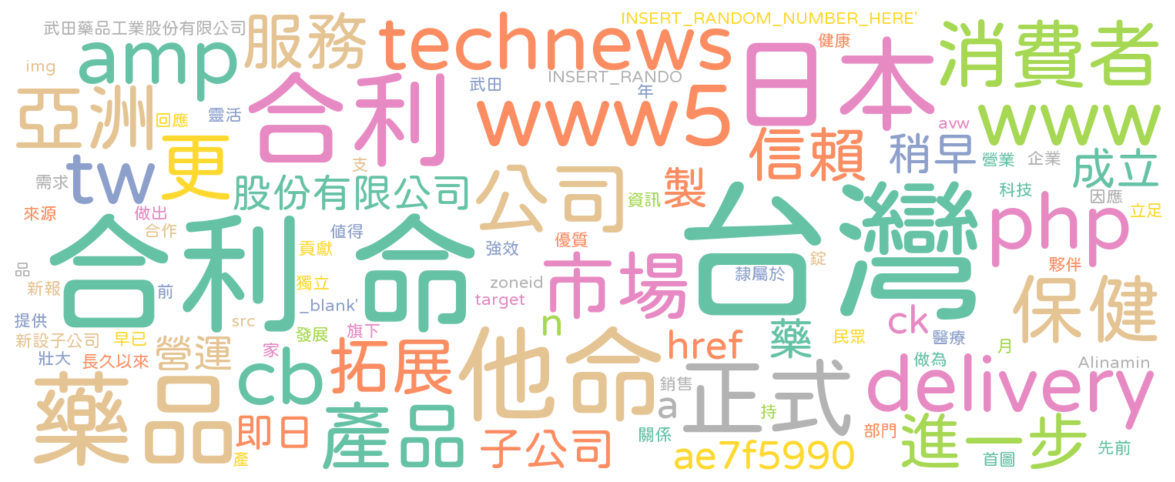 武田藥品工業股份有限公司
INSERT_RANDOM_NUMBER_HERE'
amp
服務
technews
健康
日本
消費者
img
合利
武田
INSERT_RANDO
年
亞洲
回應
靈活
www5
www
avw
tw
更
支
信賴
稍早
營業
企業
成立
需求
股份有限公司
公司
資訊
製
科技
因應
立足
來源
做出
合作
合利
命
貢獻
值得
強效
優質
台灣
php
品
新報
前
獨立
zoneid
target
市場
隸屬於
錠
夥伴
保健
提供
_blank'
src
n
ck
新設子公司
早已
發展
旗下
家
他
命
href
藥
民眾
醫療
月
壯大
長久以來
營運
cb
拓展
銷售
a
正式
做為
Alinamin
delivery
藥品
即日
產品
子公司
關係
持
部門
進一步
先前
產
ae7f5990
首圖